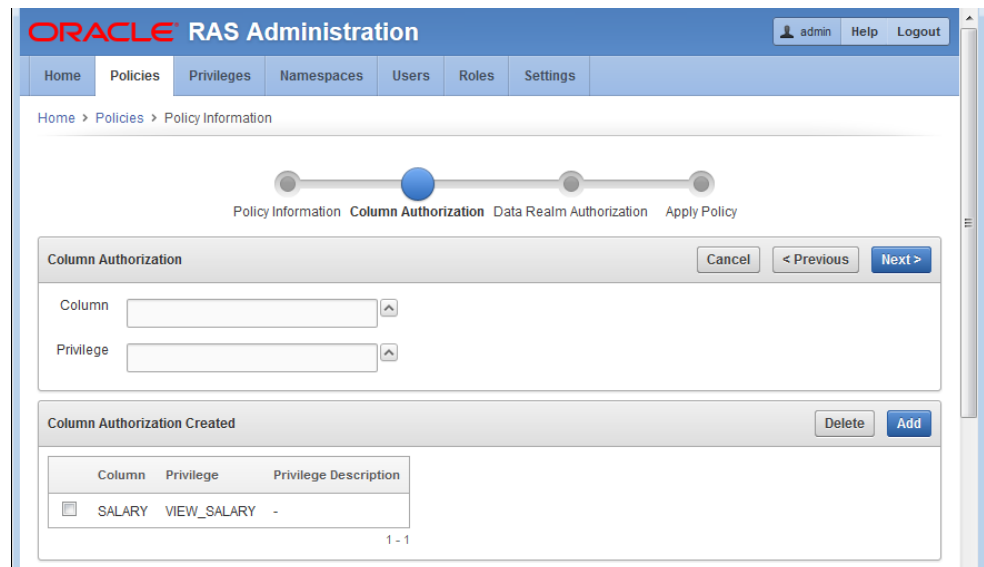 ORACLE RAS Administration
admin Help Logout
Home Policies Privileges Namespaces Users Roles Settings
Home > Policies > Policy Information
Policy Information Column Authorization Data Realm Authorization Apply Policy
Column Authorization
Cancel < Previous Next >
Column
Privilege
Column Authorization Created
Delete Add
Column Privilege Privilege Description
SALARY VIEW_SALARY -
1 - 1